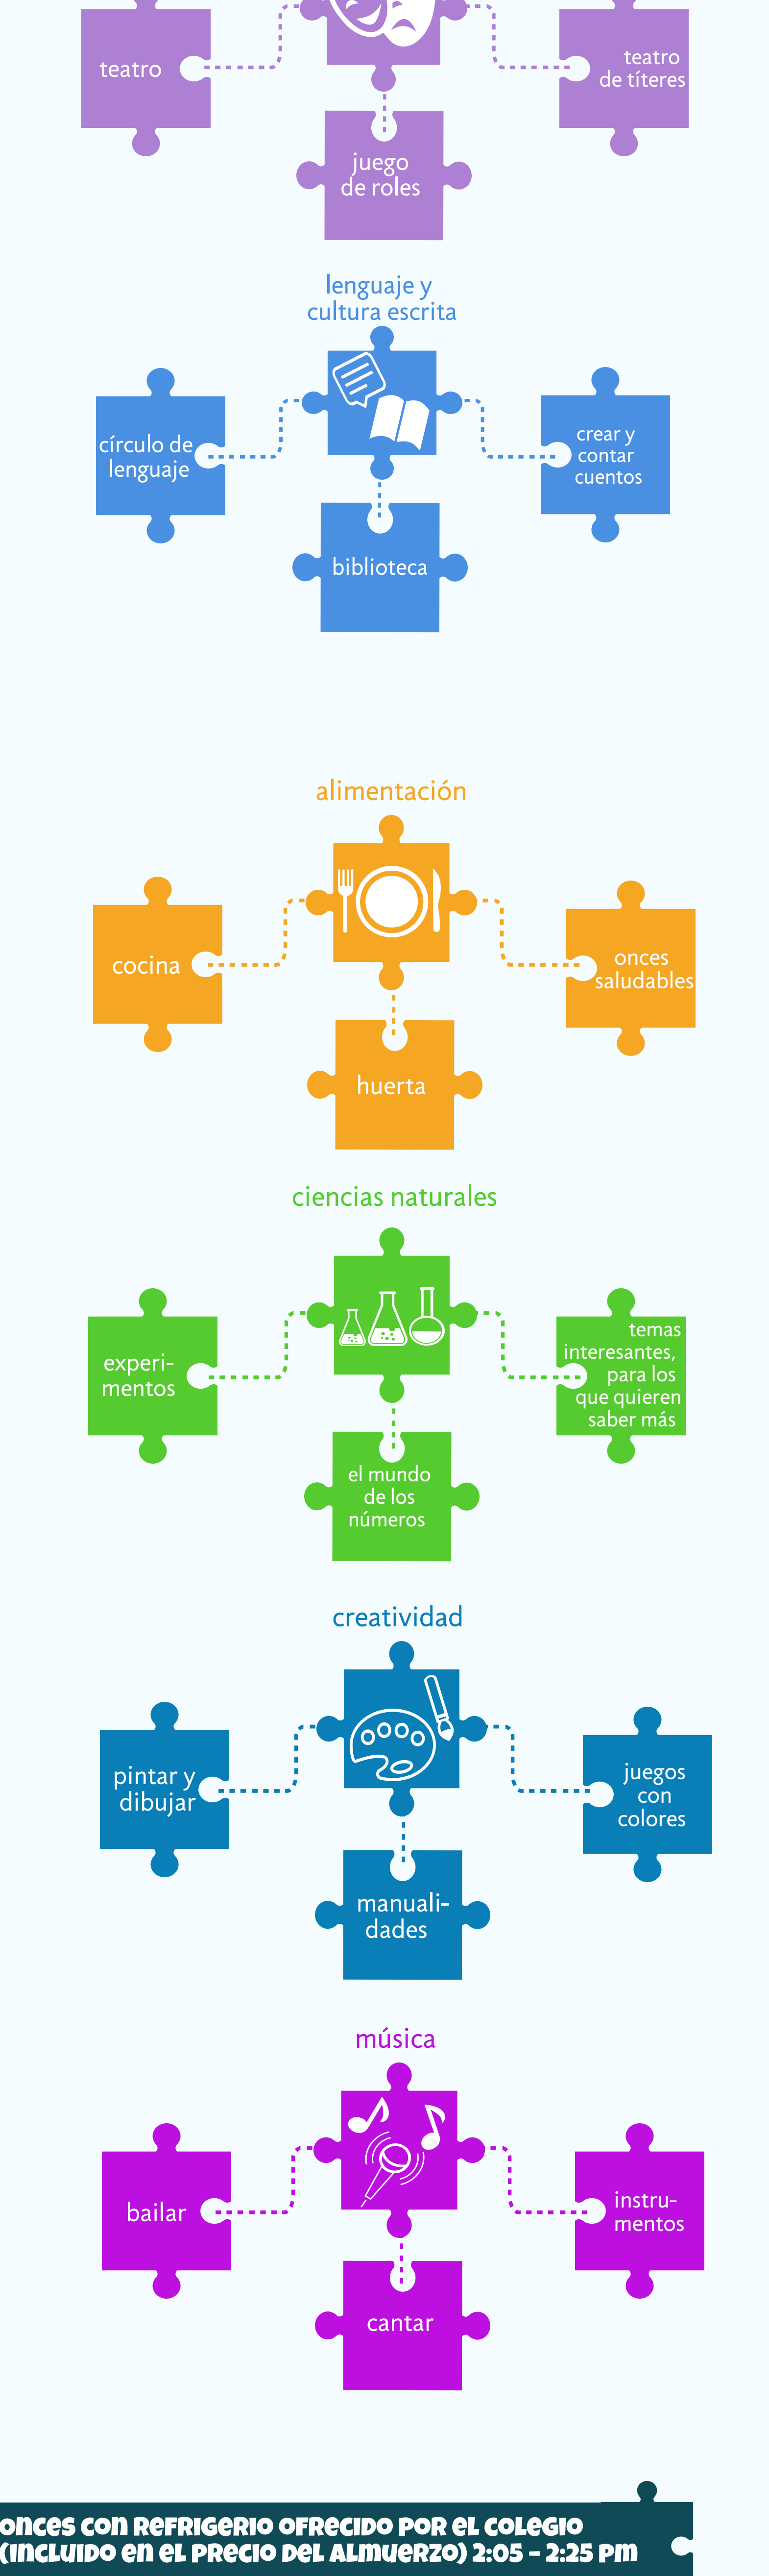 teatro
teatro
de títeres
juego
de roles
lenguaje y
cultura escrita
círculo de
lenguaje
crear y
contar
cuentos
biblioteca
alimentación
cocina
onces
saludables
huerta
ciencias naturales
experi-
mentos
temas
interesantes,
para los
que quieren
saber más
el mundo
de los
números
creatividad
pintar y
dibujar
juegos
con
colores
manuali-
dades
música
bailar
instru-
mentos
cantar
onces con refrigerio ofrecido por el colegio
(incluido en el precio del almuerzo) 2:05 – 2:25 pm